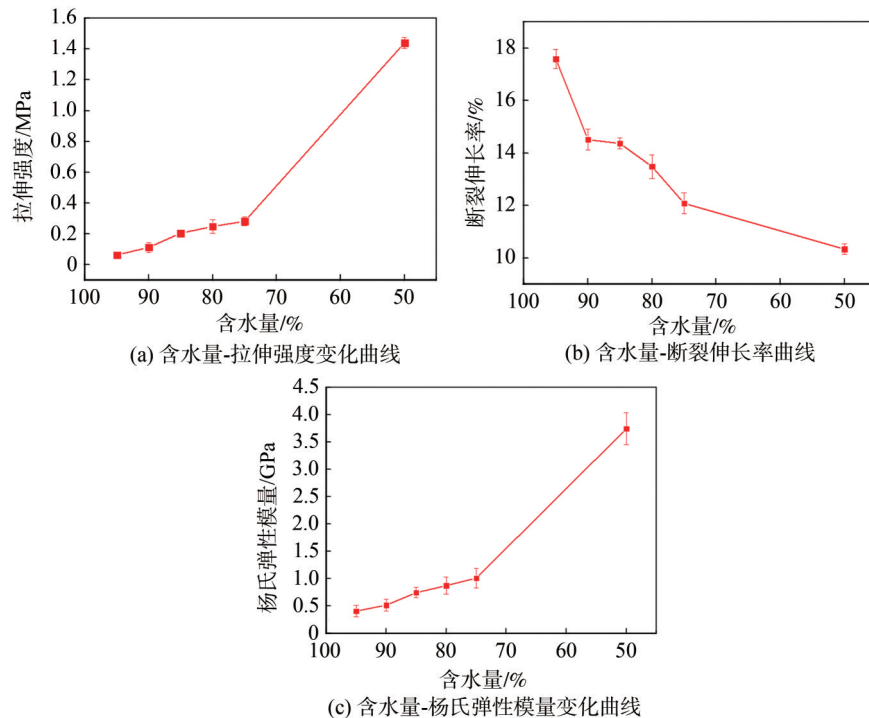 1.6
1.4
1.2
1.0
0.8
0.6
0.4
0.2
0
拉伸强度/MPa
100 90 80 70 60 50
含水量/%
(a) 含水量-拉伸强度变化曲线
18
16
14
12
10
断裂伸长率/%
100 90 80 70 60 50
含水量/%
(b) 含水量-断裂伸长率曲线
4.5
4.0
3.5
3.0
2.5
2.0
1.5
1.0
0.5
0
杨氏弹性模量/GPa
100 90 80 70 60 50
含水量/%
(c) 含水量-杨氏弹性模量变化曲线